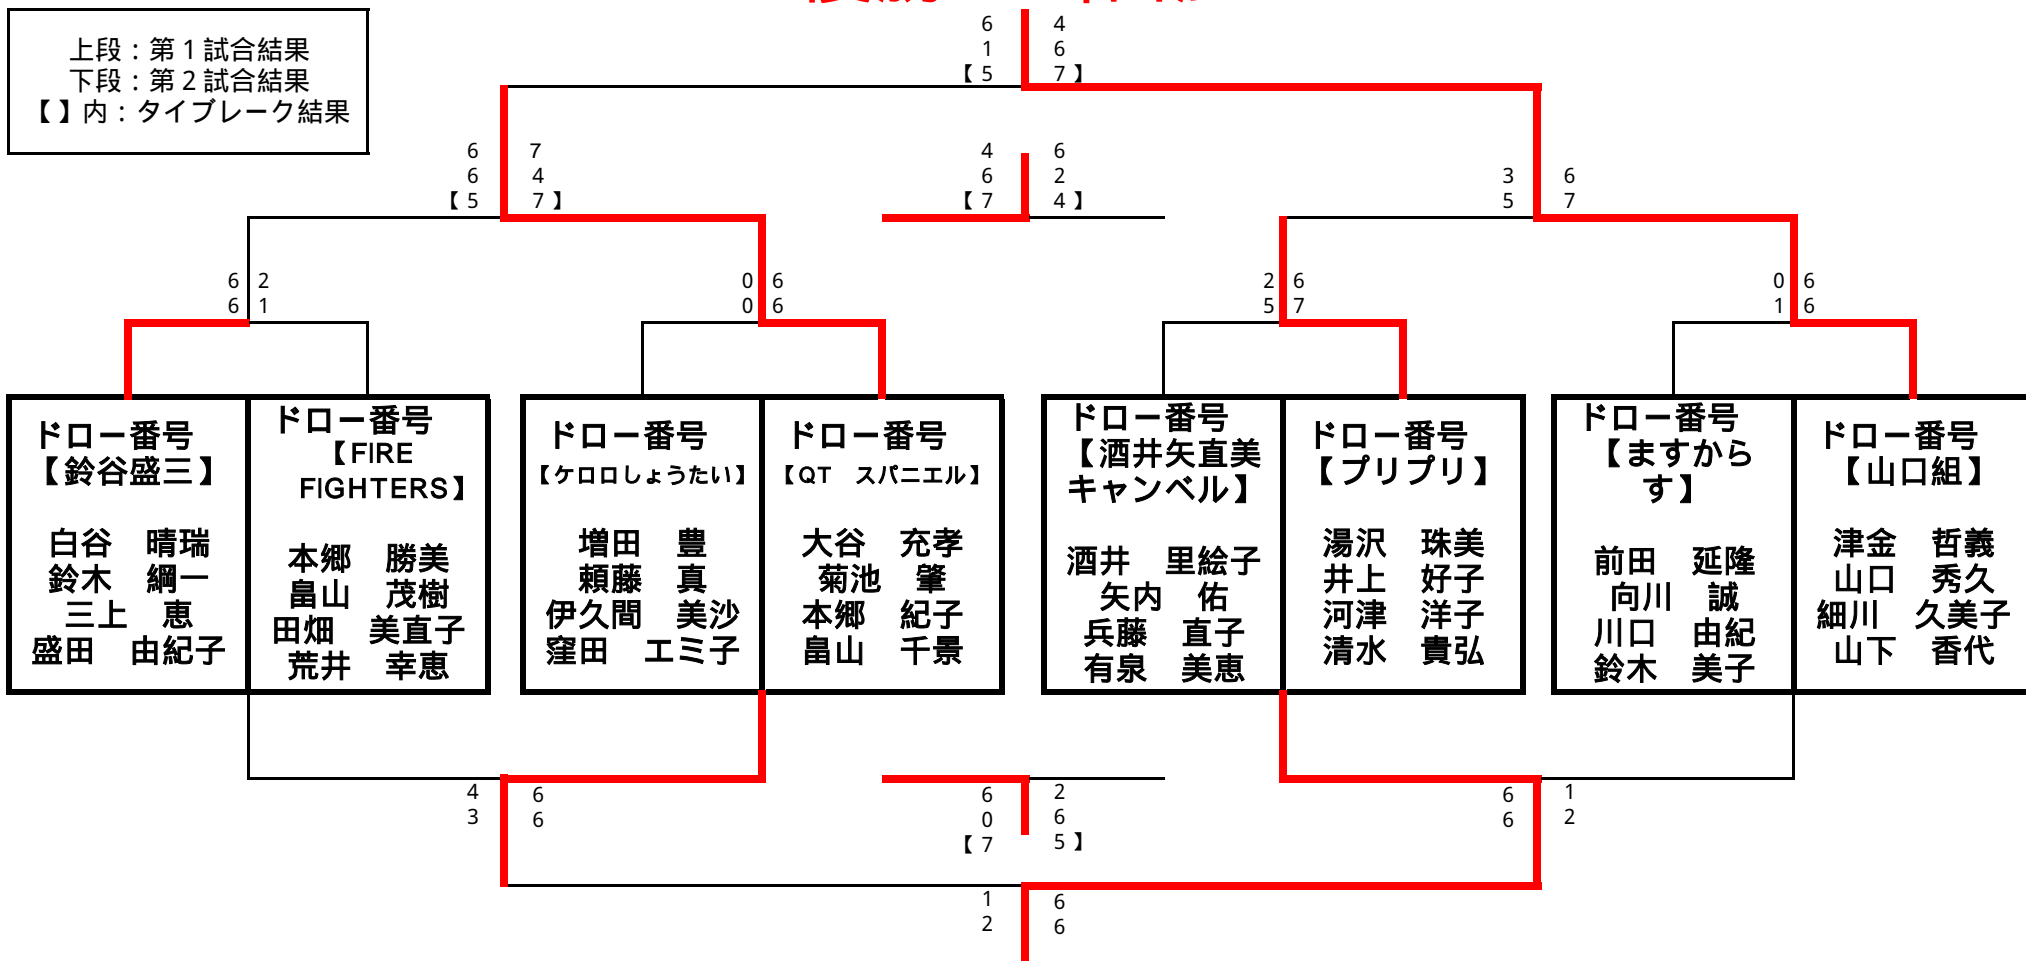 上段：第１試合結果
下段：第２試合結果
【】内：タイブレーク結果
6 4
1 6
【5 7】
6 7
6 4
【5 7】
4 6
6 2
【7 4】
3 6
5 7
6 2
6 1
0 6
0 6
2 6
5 7
0 6
1 6
ドロー番号
【鈴谷盛三】
白谷　晴瑞
鈴木　綱一
三上　恵
盛田　由紀子
ドロー番号
【FIRE
FIGHTERS】
本郷　勝美
畠山　茂樹
田畑　美直子
荒井　幸恵
ドロー番号
【ケロロしょうたい】
増田　豊
頼藤　真
伊久間　美沙
窪田　エミ子
ドロー番号
【QT　スパニエル】
大谷　充孝
菊池　肇
本郷　紀子
畠山　千景
ドロー番号
【酒井矢直美
キャンベル】
酒井　里絵子
矢内　佑
兵藤　直子
有泉　美恵
ドロー番号
【プリプリ】
湯沢　珠美
井上　好子
河津　洋子
清水　貴弘
ドロー番号
【ますから
す】
前田　延隆
向川　誠
川口　由紀
鈴木　美子
ドロー番号
【山口組】
津金　哲義
山口　秀久
細川　久美子
山下　香代
4 6
3 6
6 2
0 6
【7 5】
6 1
6 2
1 6
2 6